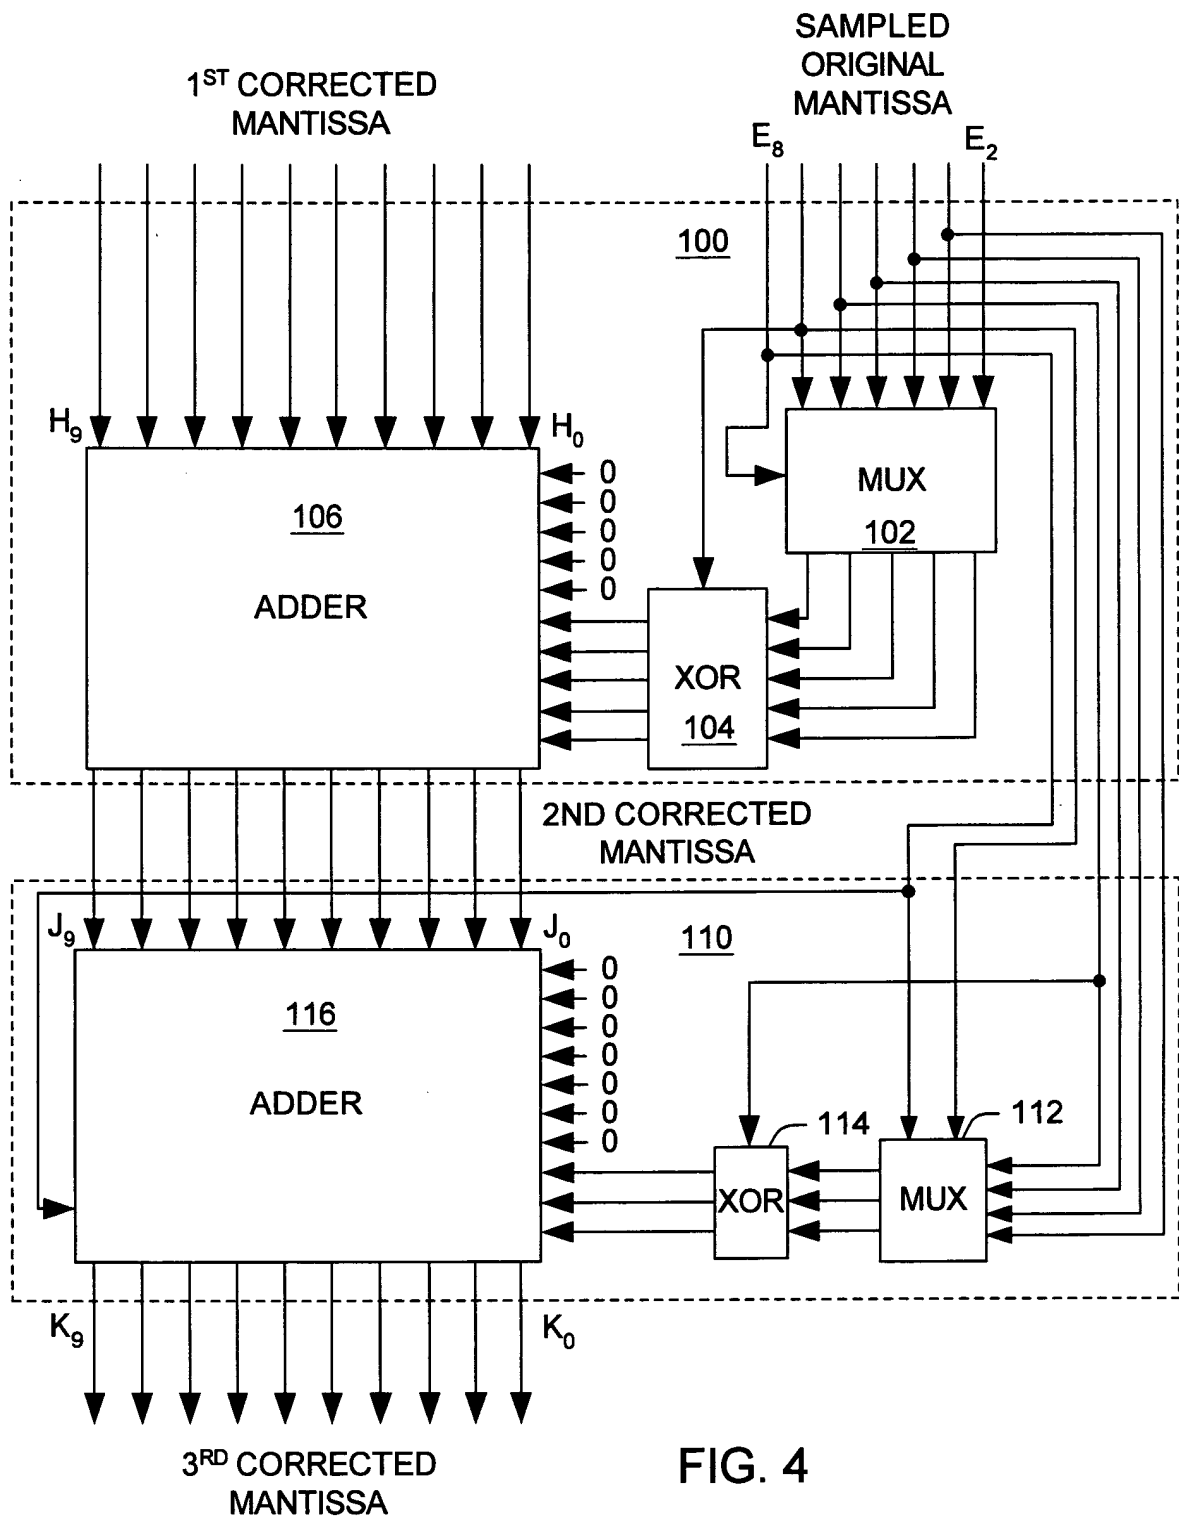 SAMPLED
ORIGINAL
MANTISSA
1ST CORRECTED
MANTISSA
E8
E2
100
H9
H0
0
0
0
0
0
106
ADDER
MUX
102
XOR
104
2ND CORRECTED
MANTISSA
J9
J0
110
0
0
0
0
0
0
0
116
ADDER
114
112
XOR
MUX
K9
K0
3RD CORRECTED
MANTISSA
FIG. 4